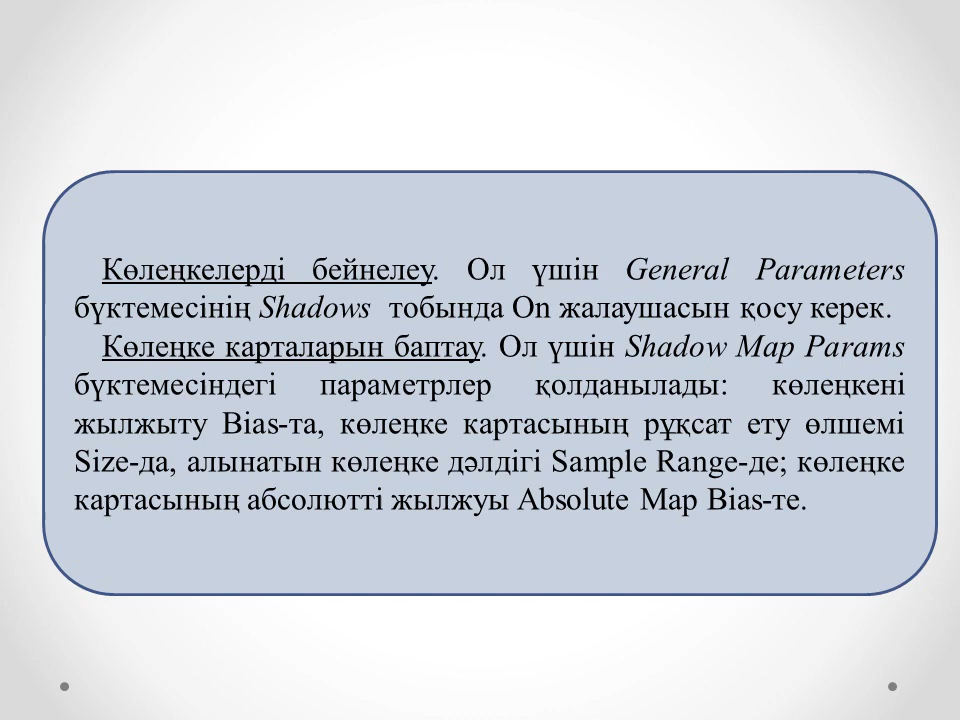 Көлеңкелерді бейнелеу. Ол үшін General Parameters
бүктемесінің Shadows тобында On жалаушасын қосу керек.
Көлеңке карталарын баптау. Ол үшін Shadow Map Params
бүктемесіндегі параметрлер қолданылады: көлеңкені
жылжыту Bias-та, көлеңке картасының рұқсат ету өлшемі
Size-да, алынатын көлеңке дәлдігі Sample Range-де; көлеңке
картасының абсолютті жылжуы Absolute Map Bias-те.